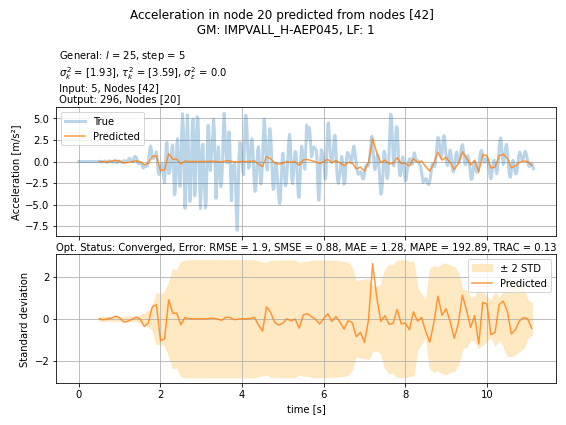 Acceleration in node 20 predicted from nodes [42]
GM: IMPVALL_H-AEP045, LF: 1
General: l = 25, step = 5
σ²ₖ = [1.93], τ²ₖ = [3.59], σ²ε = 0.0
Input: 5, Nodes [42]
Output: 296, Nodes [20]
True
Predicted
Acceleration [m/s²]
5.0
2.5
0.0
−2.5
−5.0
−7.5
Opt. Status: Converged, Error: RMSE = 1.9, SMSE = 0.88, MAE = 1.28, MAPE = 192.89, TRAC = 0.13
± 2 STD
Predicted
Standard deviation
2
0
−2
0 2 4 6 8 10
time [s]